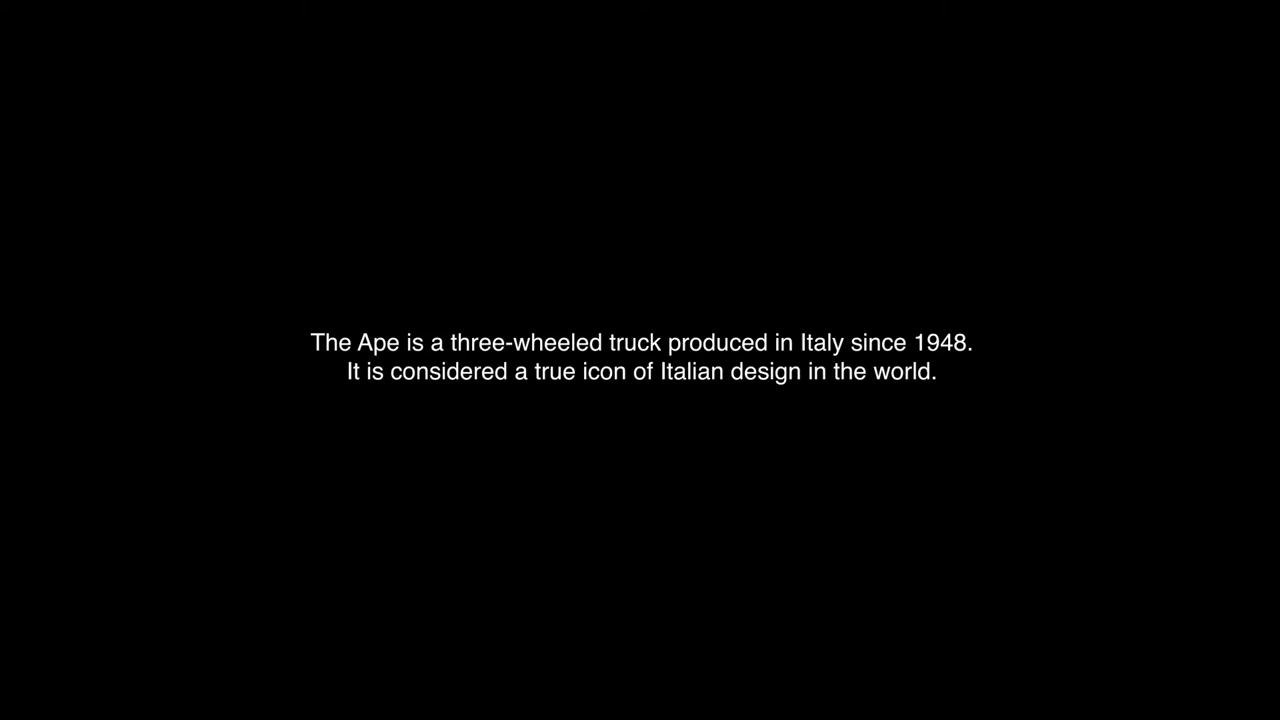 The Ape is a three-wheeled truck produced in Italy since 1948.
It is considered a true icon of Italian design in the world.